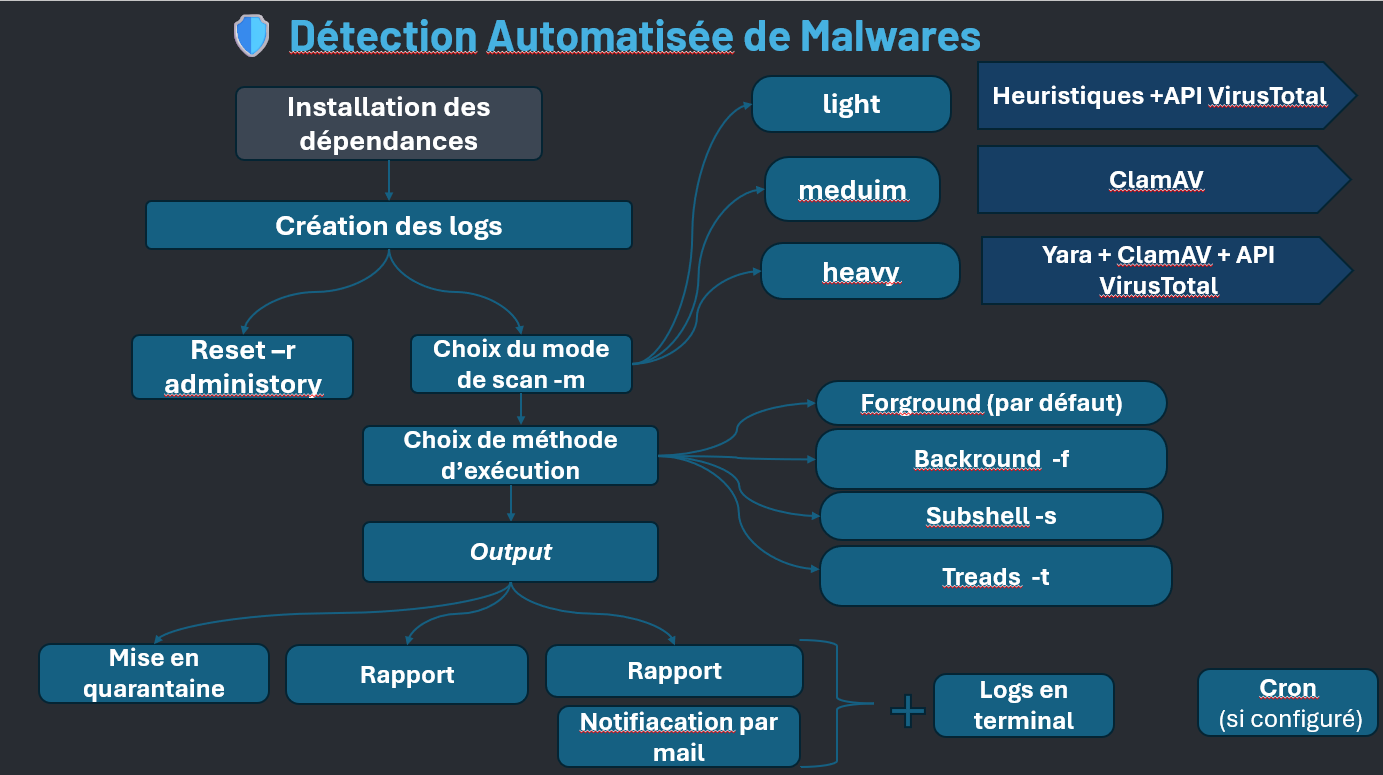 Détection Automatisée de Malwares
Installation des
dépendances
Création des logs
Reset –r
administory
Choix du mode
de scan -m
light
Heuristiques +API VirusTotal
meduim
ClamAV
heavy
Yara + ClamAV + API
VirusTotal
Choix de méthode
d’exécution
Forground (par défaut)
Backround -f
Subshell -s
Treads -t
Output
Mise en
quarantaine
Rapport
Rapport
Notifiacation par
mail
Logs en
terminal
Cron
(si configuré)